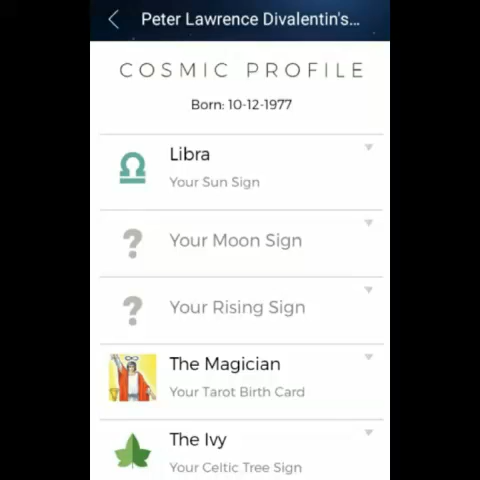 Peter Lawrence Divalentin's...
COSMIC PROFILE
Born: 10-12-1977
Libra
Your Sun Sign
?
Your Moon Sign
?
Your Rising Sign
The Magician
Your Tarot Birth Card
The Ivy
Your Celtic Tree Sign